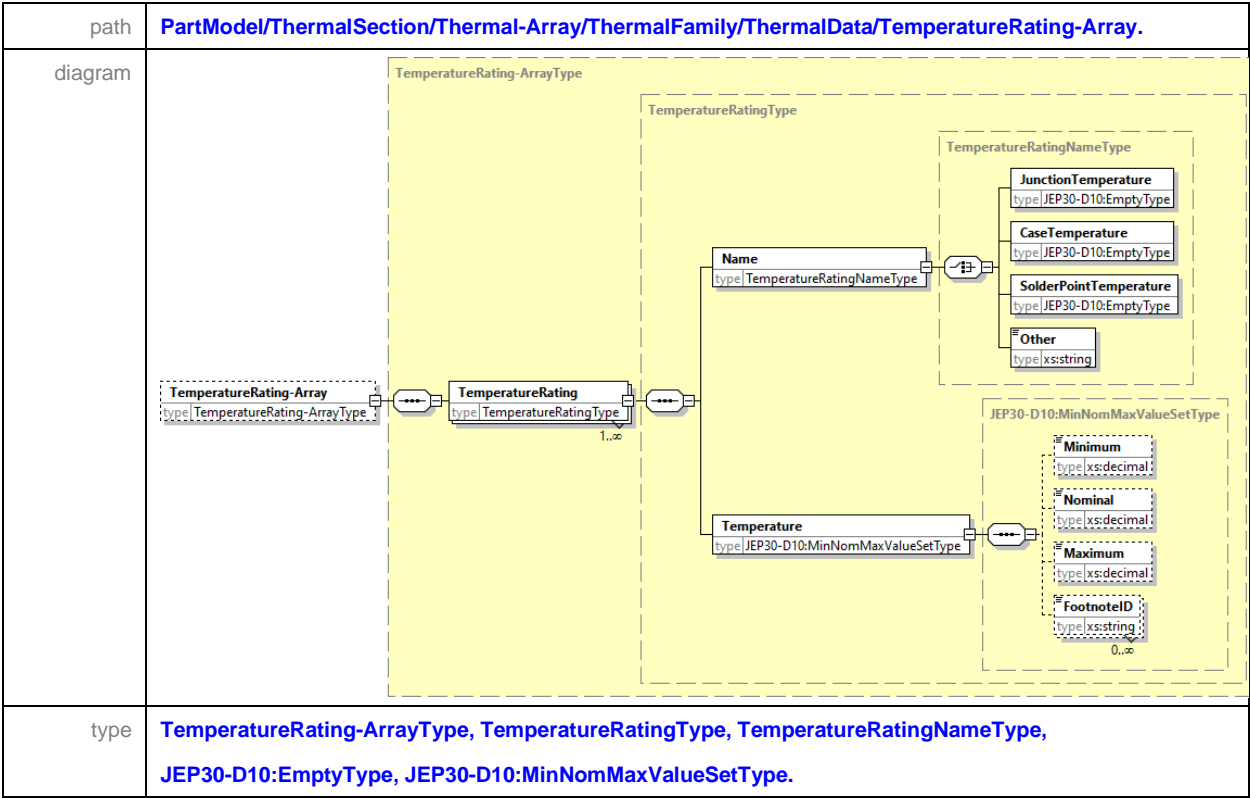 path
PartModel/ThermalSection/Thermal-Array/ThermalFamily/ThermalData/TemperatureRating-Array.
diagram
TemperatureRating-ArrayType
TemperatureRatingType
TemperatureRatingNameType
JunctionTemperature
type JEP30-D10:EmptyType
CaseTemperature
type JEP30-D10:EmptyType
Name
type TemperatureRatingNameType
SolderPointTemperature
type JEP30-D10:EmptyType
Other
type xs:string
TemperatureRating-Array
type TemperatureRating-ArrayType
TemperatureRating
type TemperatureRatingType
1..∞
JEP30-D10:MinNomMaxValueSetType
Minimum
type xs:decimal
Nominal
type xs:decimal
Temperature
type JEP30-D10:MinNomMaxValueSetType
Maximum
type xs:decimal
FootnoteID
type xs:string
0..∞
type
TemperatureRating-ArrayType, TemperatureRatingType, TemperatureRatingNameType,
JEP30-D10:EmptyType, JEP30-D10:MinNomMaxValueSetType.